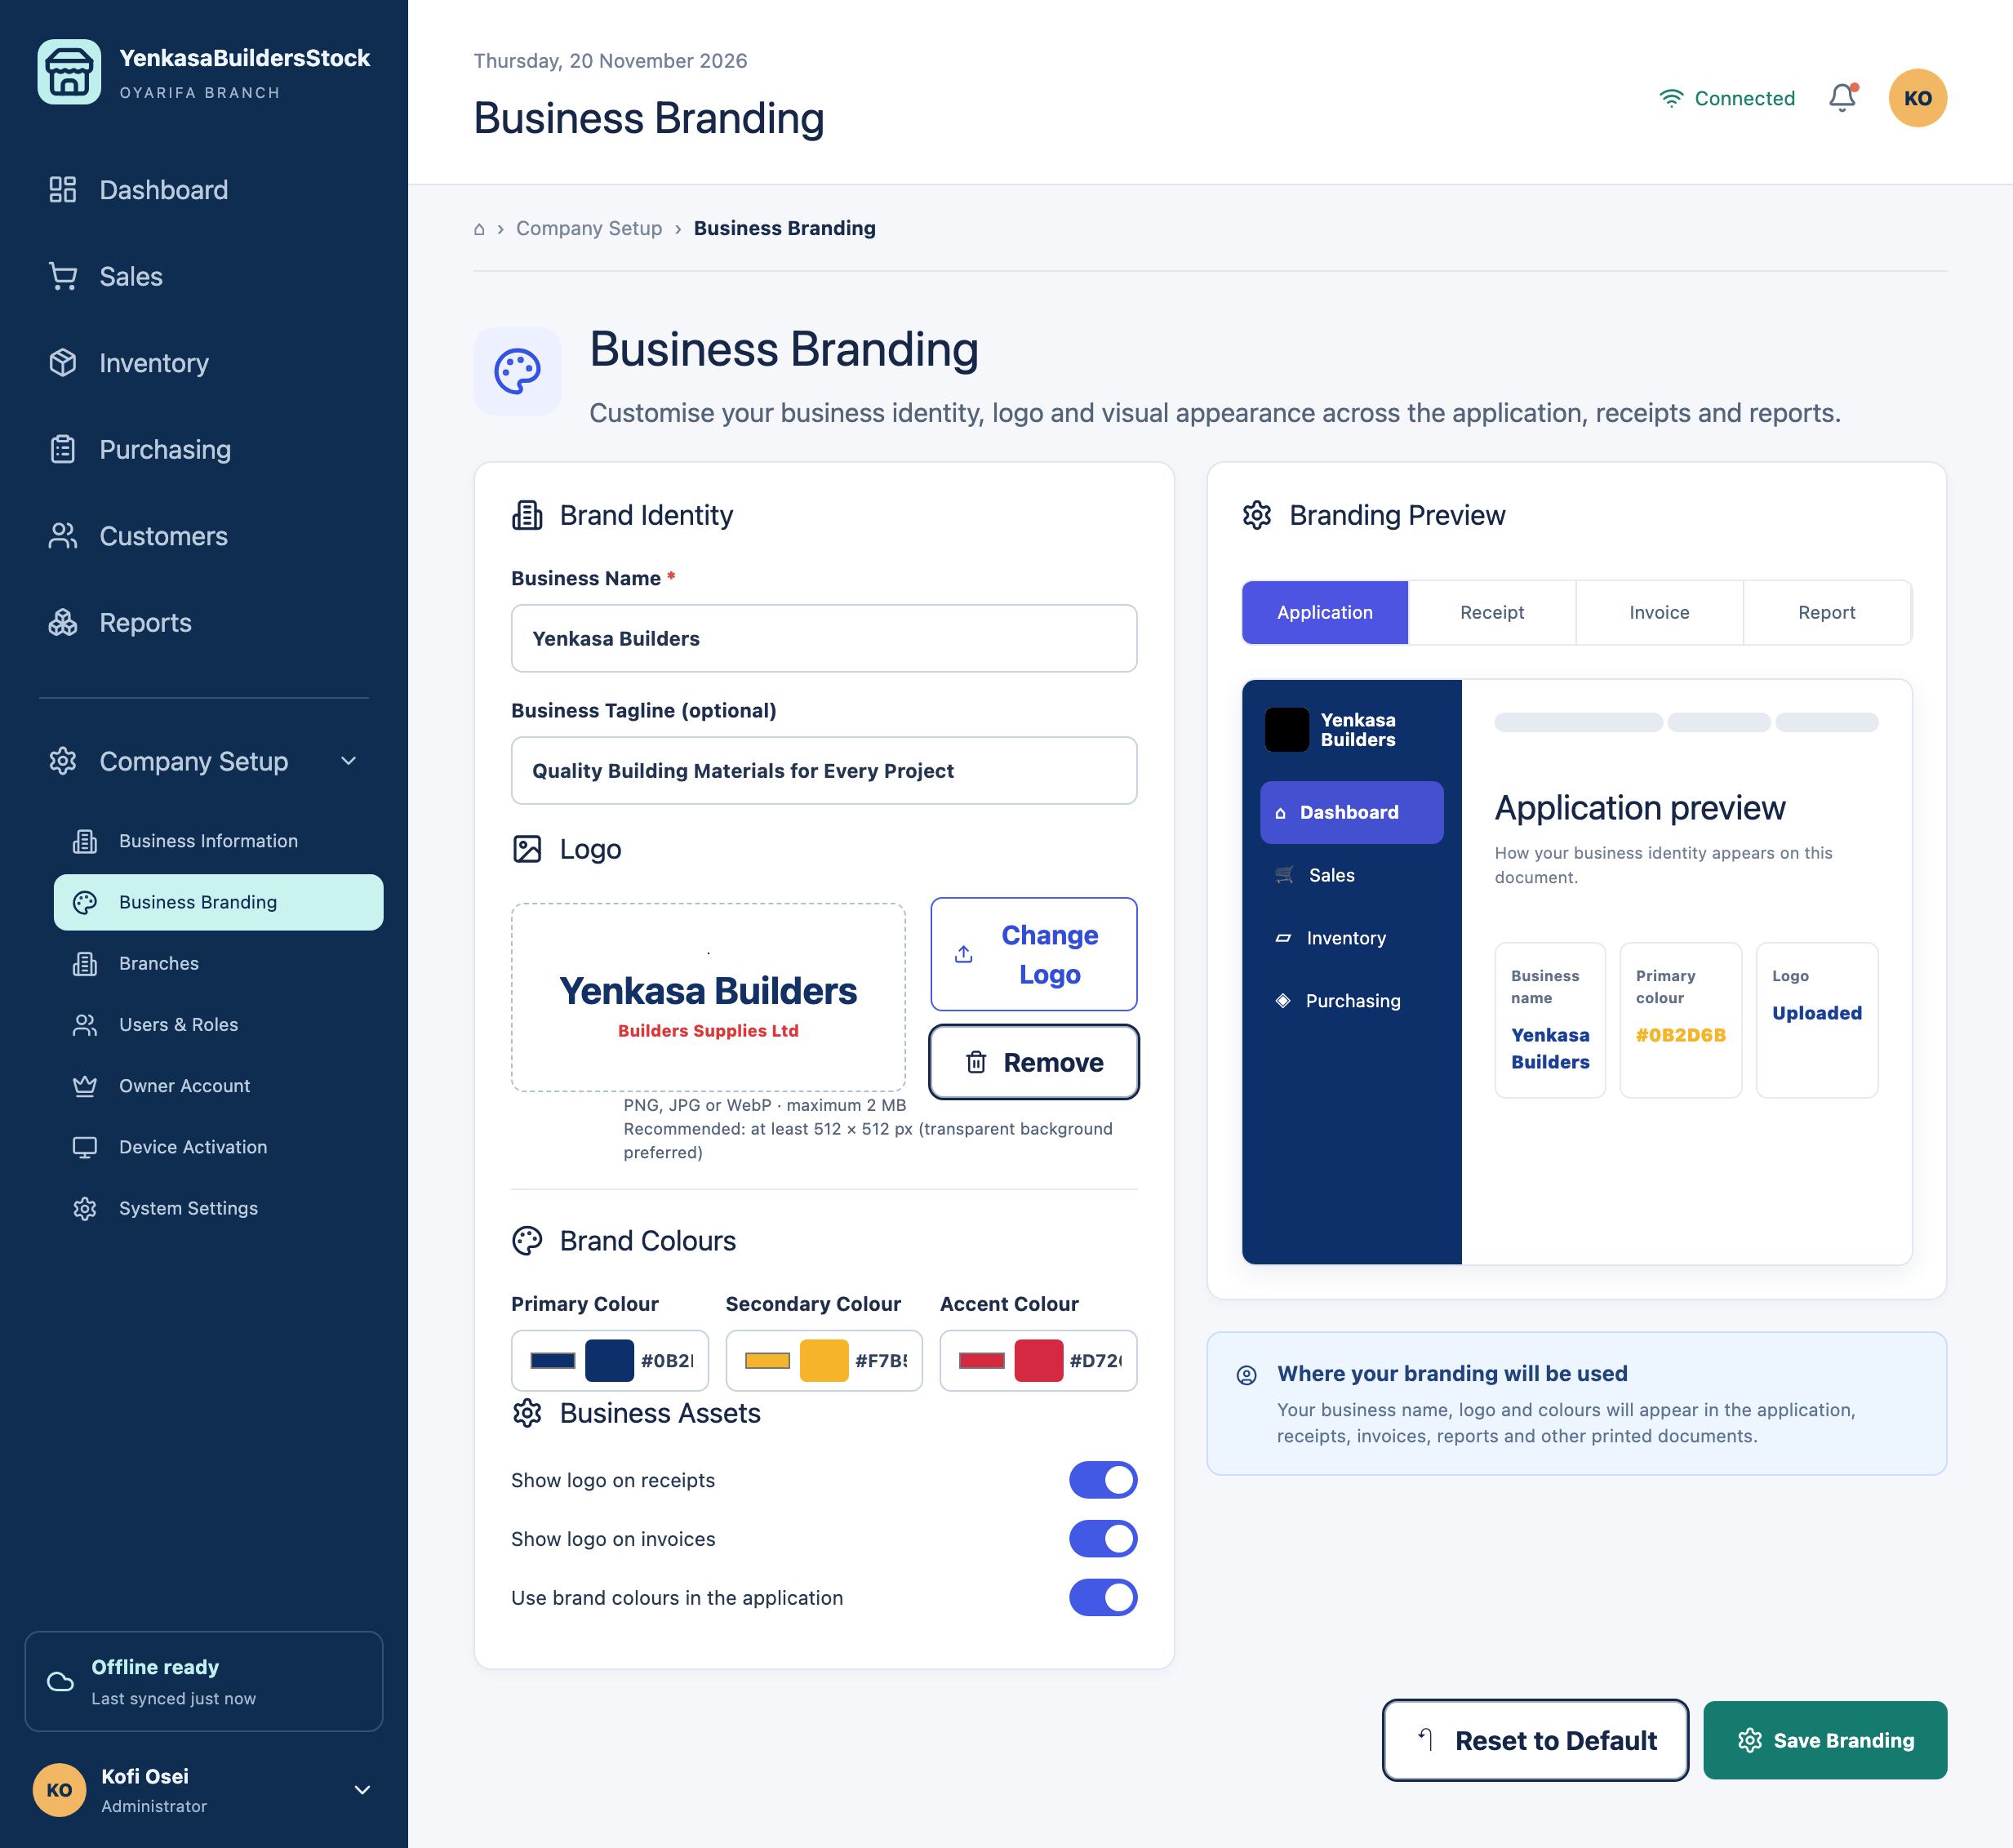 YenkasaBuildersStock
OYARIFA BRANCH
Dashboard
Sales
Inventory
Purchasing
Customers
Reports
Company Setup
Business Information
Business Branding
Branches
Users & Roles
Owner Account
Device Activation
System Settings
Offline ready
Last synced just now
KO
Kofi Osei
Administrator
Thursday, 20 November 2026
Business Branding
Connected
KO
Company Setup › Business Branding
Business Branding
Customise your business identity, logo and visual appearance across the application, receipts and reports.
Brand Identity
Business Name *
Yenkasa Builders
Business Tagline (optional)
Quality Building Materials for Every Project
Logo
Yenkasa Builders
Builders Supplies Ltd
Change
Logo
Remove
PNG, JPG or WebP · maximum 2 MB
Recommended: at least 512 × 512 px (transparent background
preferred)
Brand Colours
Primary Colour
Secondary Colour
Accent Colour
#0B2
#F7B
#D72
Business Assets
Show logo on receipts
Show logo on invoices
Use brand colours in the application
Branding Preview
Application
Receipt
Invoice
Report
Yenkasa
Builders
Dashboard
Sales
Inventory
Purchasing
Application preview
How your business identity appears on this
document.
Business
name
Yenkasa
Builders
Primary
colour
#0B2D6B
Logo
Uploaded
Where your branding will be used
Your business name, logo and colours will appear in the application,
receipts, invoices, reports and other printed documents.
Reset to Default
Save Branding